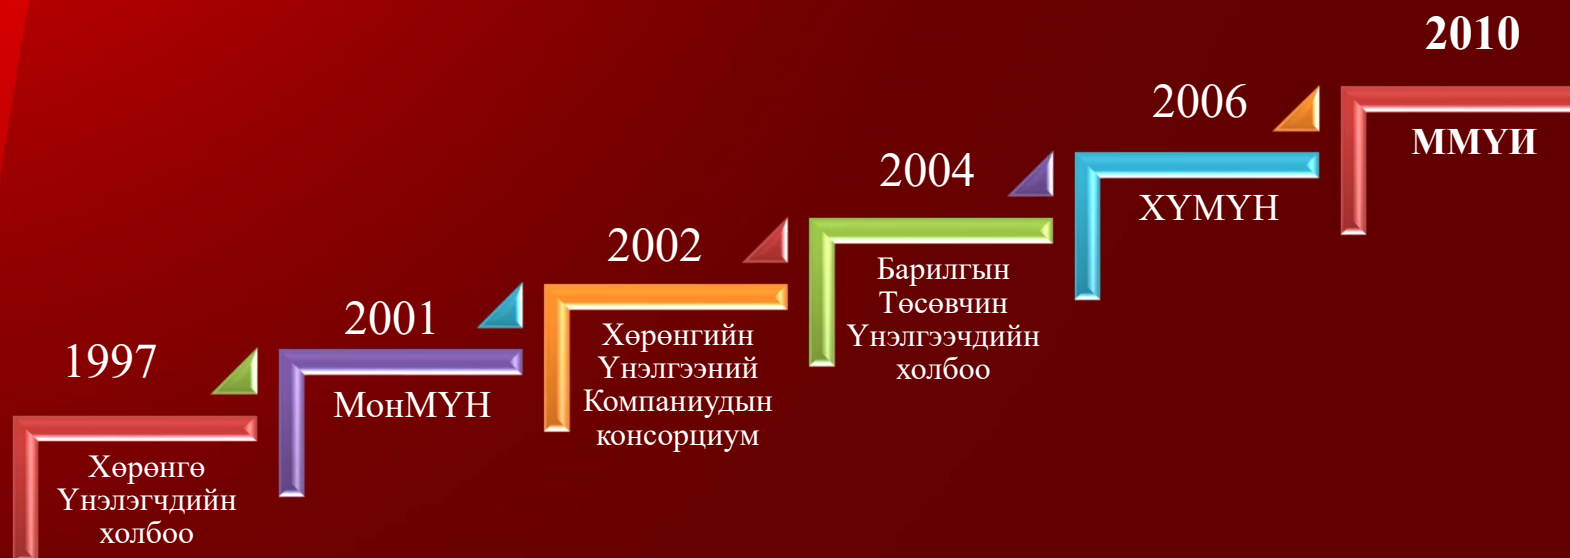 1997
Хөрөнгө
Үнэлэгчдийн
холбоо
2001
МонМҮН
2002
Хөрөнгийн
Үнэлгээний
Компаниудын
консорциум
2004
Барилгын
Төсөвчин
Үнэлгээчдийн
холбоо
2006
ХҮМҮН
2010
ММҮИ